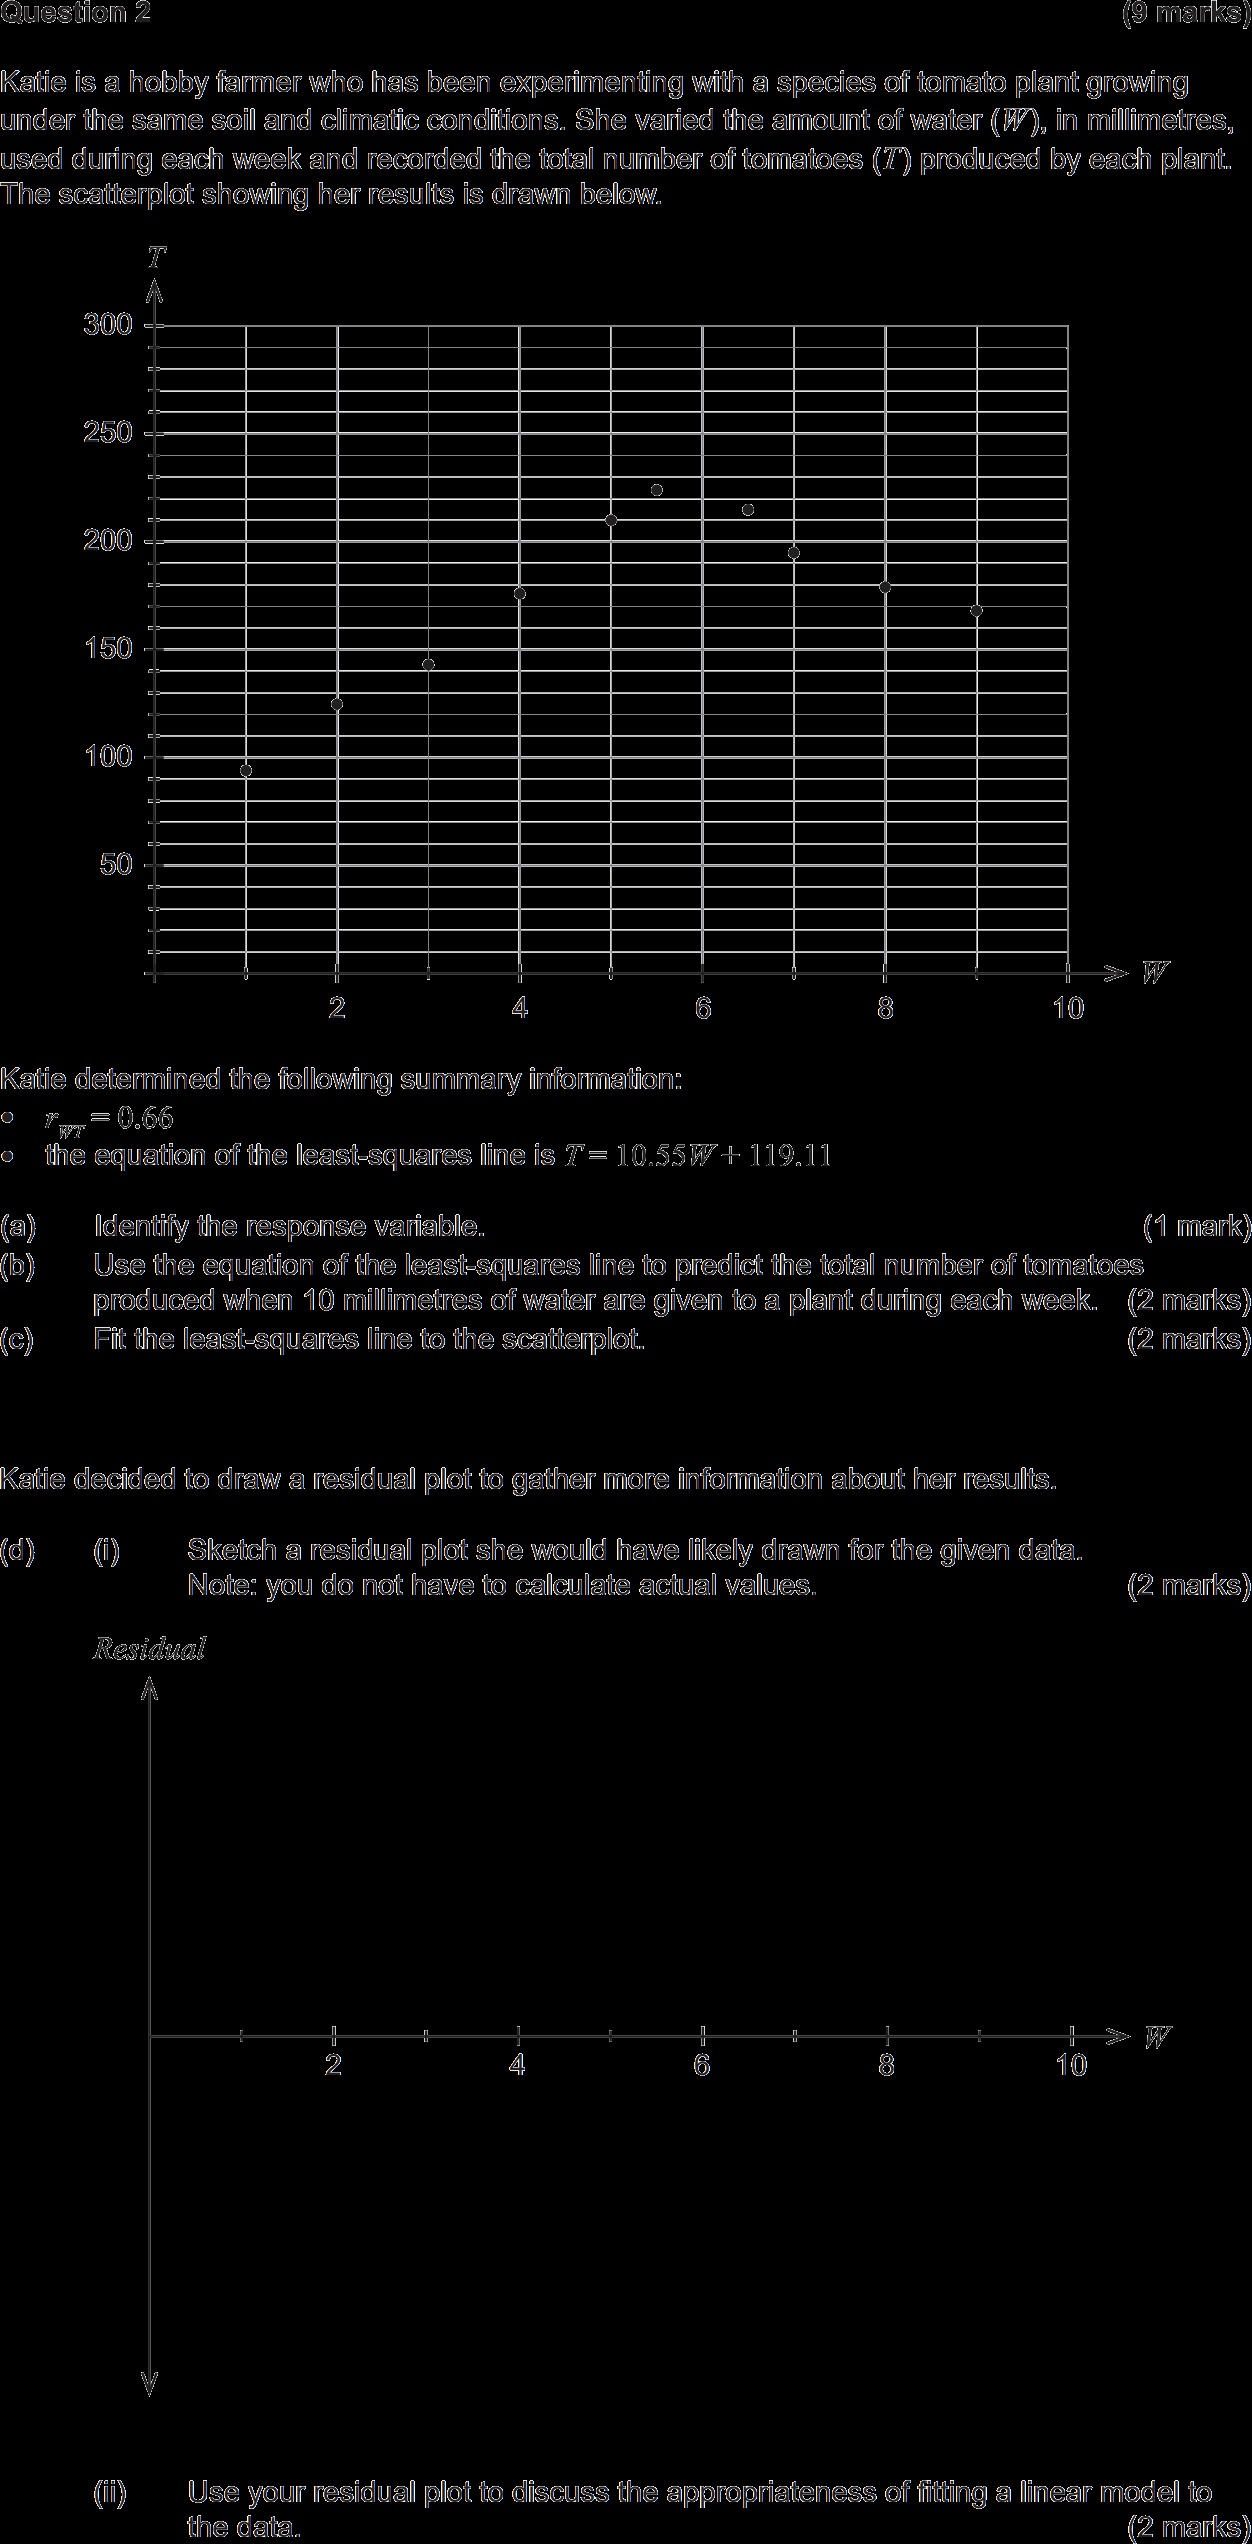 Question 2 (9 marks)
Katie is a hobby farmer who has been experimenting with a species of tomato plant growing
under the same soil and climatic conditions. She varied the amount of water (W), in millimetres,
used during each week and recorded the total number of tomatoes (T) produced by each plant.
The scatterplot showing her results is drawn below.
T
300
250
200
150
100
50
W
2 4 6 8 10
Katie determined the following summary information:
• r_WT = 0.66
• the equation of the least-squares line is T = 10.55W + 119.11
(a) Identify the response variable. (1 mark)
(b) Use the equation of the least-squares line to predict the total number of tomatoes
produced when 10 millimetres of water are given to a plant during each week. (2 marks)
(c) Fit the least-squares line to the scatterplot. (2 marks)
Katie decided to draw a residual plot to gather more information about her results.
(d) (i) Sketch a residual plot she would have likely drawn for the given data.
Note: you do not have to calculate actual values. (2 marks)
Residual
W
2 4 6 8 10
(ii) Use your residual plot to discuss the appropriateness of fitting a linear model to
the data. (2 marks)